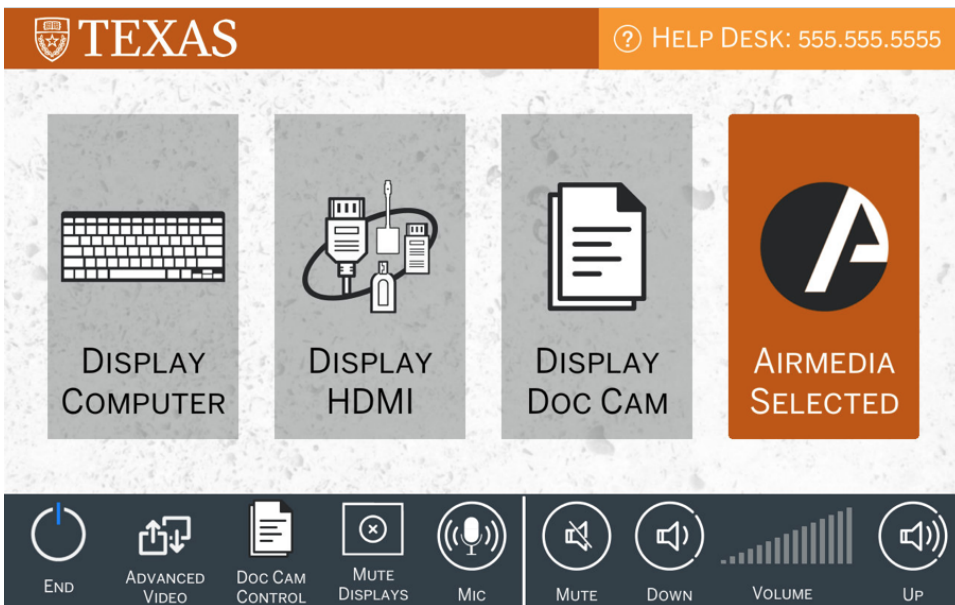 TEXAS
? HELP DESK: 555.555.5555
DISPLAY
COMPUTER
DISPLAY
HDMI
DISPLAY
DOC CAM
AIRMEDIA
SELECTED
END
ADVANCED
VIDEO
DOC CAM
CONTROL
MUTE
DISPLAYS
MIC
MUTE
DOWN
VOLUME
UP